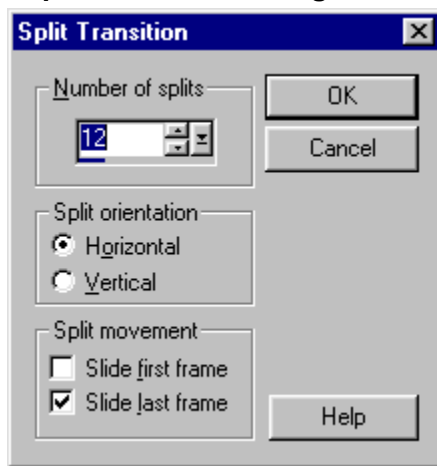 Split Transition
Number of splits
12
OK
Cancel
Split orientation
Horizontal
Vertical
Split movement
Slide first frame
Slide last frame
Help